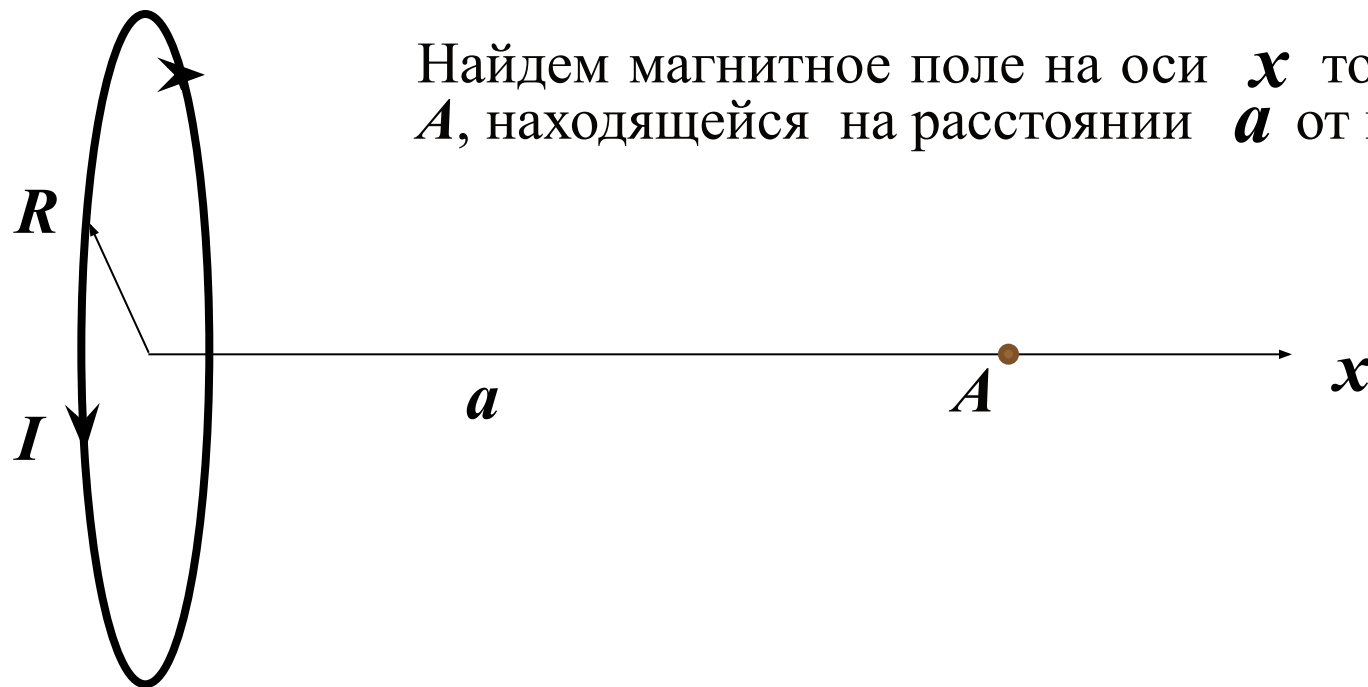 Найдем магнитное поле на оси x
A, находящейся на расстоянии a от
R
I
a
A
x